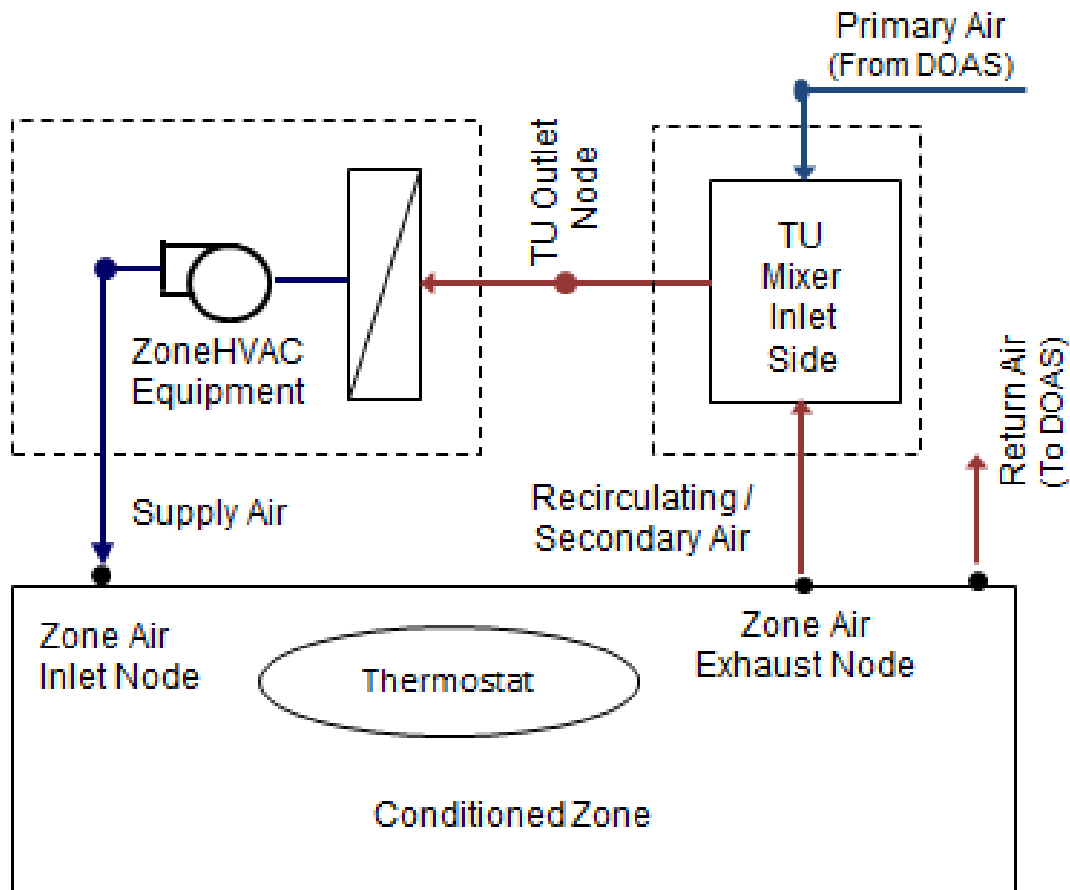 Primary Air
(From DOAS)
TU Outlet
Node
TU
Mixer
Inlet
Side
ZoneHVAC
Equipment
Return Air
(To DOAS)
Supply Air
Recirculating /
Secondary Air
Zone Air
Inlet Node
Thermostat
Zone Air
Exhaust Node
Conditioned Zone